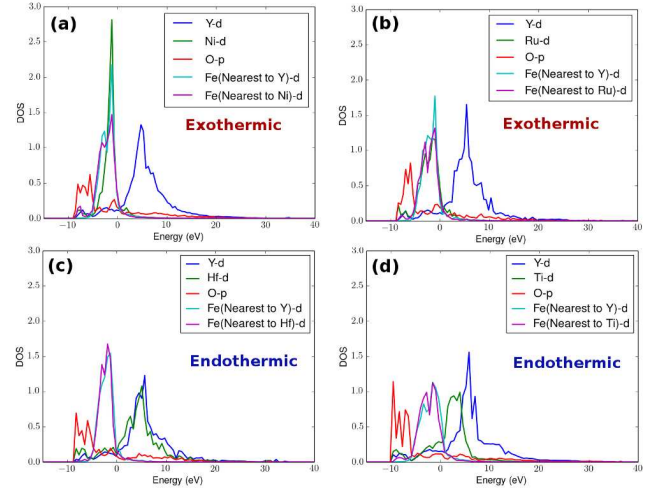 (a)
Y-d
Ni-d
O-p
Fe(Nearest to Y)-d
Fe(Nearest to Ni)-d
Exothermic
DOS
3.0
2.5
2.0
1.5
1.0
0.5
0.0
−10 0 10 20 30 40
Energy (eV)
(b)
Y-d
Ru-d
O-p
Fe(Nearest to Y)-d
Fe(Nearest to Ru)-d
Exothermic
DOS
3.0
2.5
2.0
1.5
1.0
0.5
0.0
−10 0 10 20 30 40
Energy (eV)
(c)
Y-d
Hf-d
O-p
Fe(Nearest to Y)-d
Fe(Nearest to Hf)-d
Endothermic
DOS
3.0
2.5
2.0
1.5
1.0
0.5
0.0
−10 0 10 20 30 40
Energy (eV)
(d)
Y-d
Ti-d
O-p
Fe(Nearest to Y)-d
Fe(Nearest to Ti)-d
Endothermic
DOS
3.0
2.5
2.0
1.5
1.0
0.5
0.0
−10 0 10 20 30 40
Energy (eV)